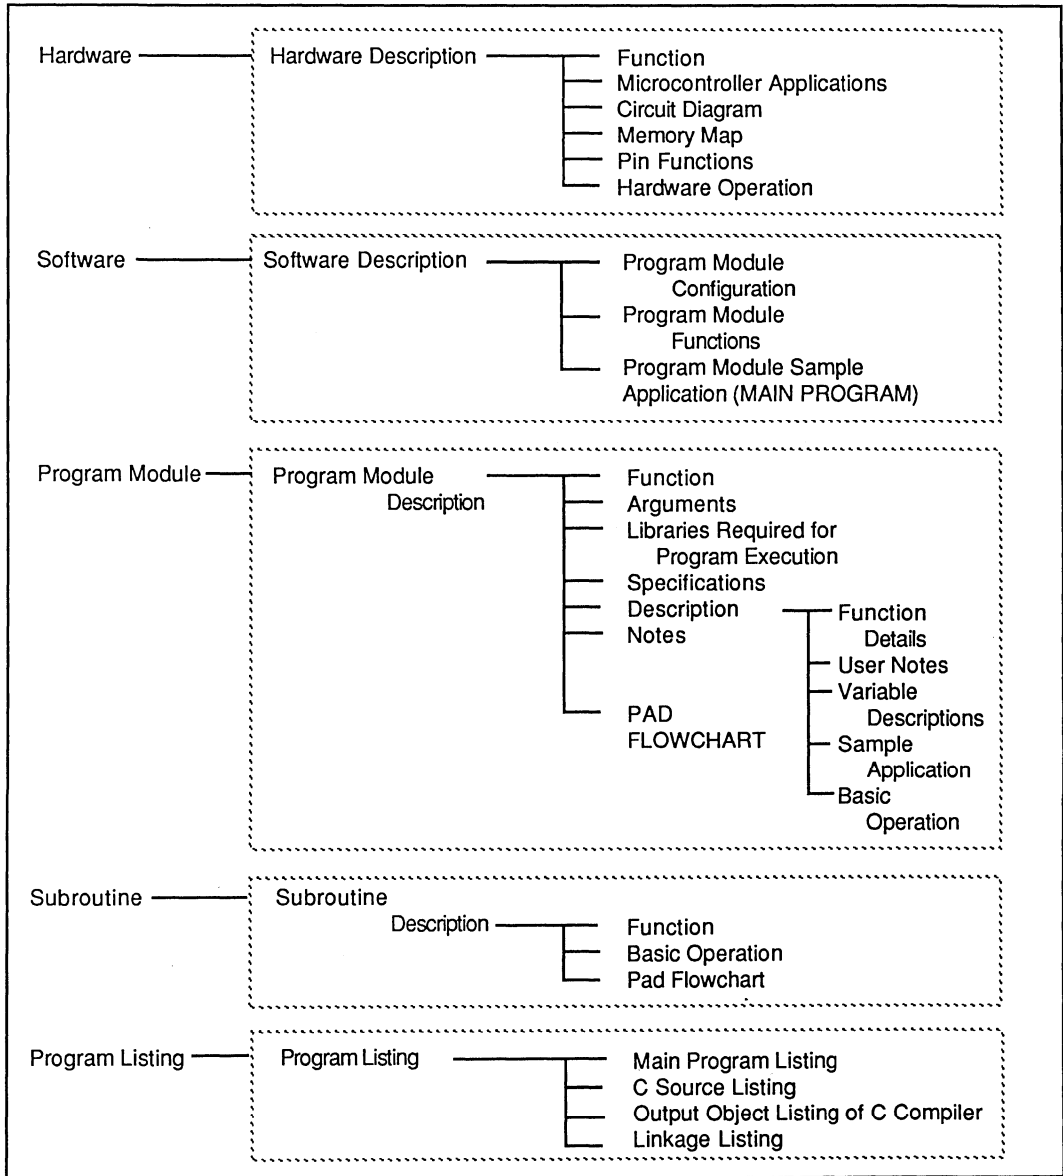 Hardware
Hardware Description
Function
Microcontroller Applications
Circuit Diagram
Memory Map
Pin Functions
Hardware Operation
Software
Software Description
Program Module
Configuration
Program Module
Functions
Program Module Sample
Application (MAIN PROGRAM)
Program Module
Program Module
Description
Function
Arguments
Libraries Required for
Program Execution
Specifications
Description
Notes
PAD
FLOWCHART
Function
Details
User Notes
Variable
Descriptions
Sample
Application
Basic
Operation
Subroutine
Subroutine
Description
Function
Basic Operation
Pad Flowchart
Program Listing
Program Listing
Main Program Listing
C Source Listing
Output Object Listing of C Compiler
Linkage Listing